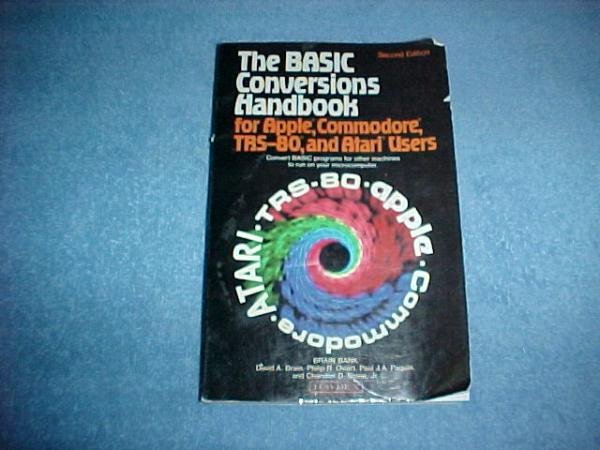 Second Edition
The BASIC
Conversions
Handbook
for Apple, Commodore,
TRS-80, and Atari Users
Convert BASIC programs for other machines
to run on your microcomputer.
ATARI • TRS-80 • apple • Commodore •
BRAIN BANK
David A. Brain, Philip R. Oviatt, Paul J.A. Paquin,
and Chandler D. Stone, Jr.
HAYDEN